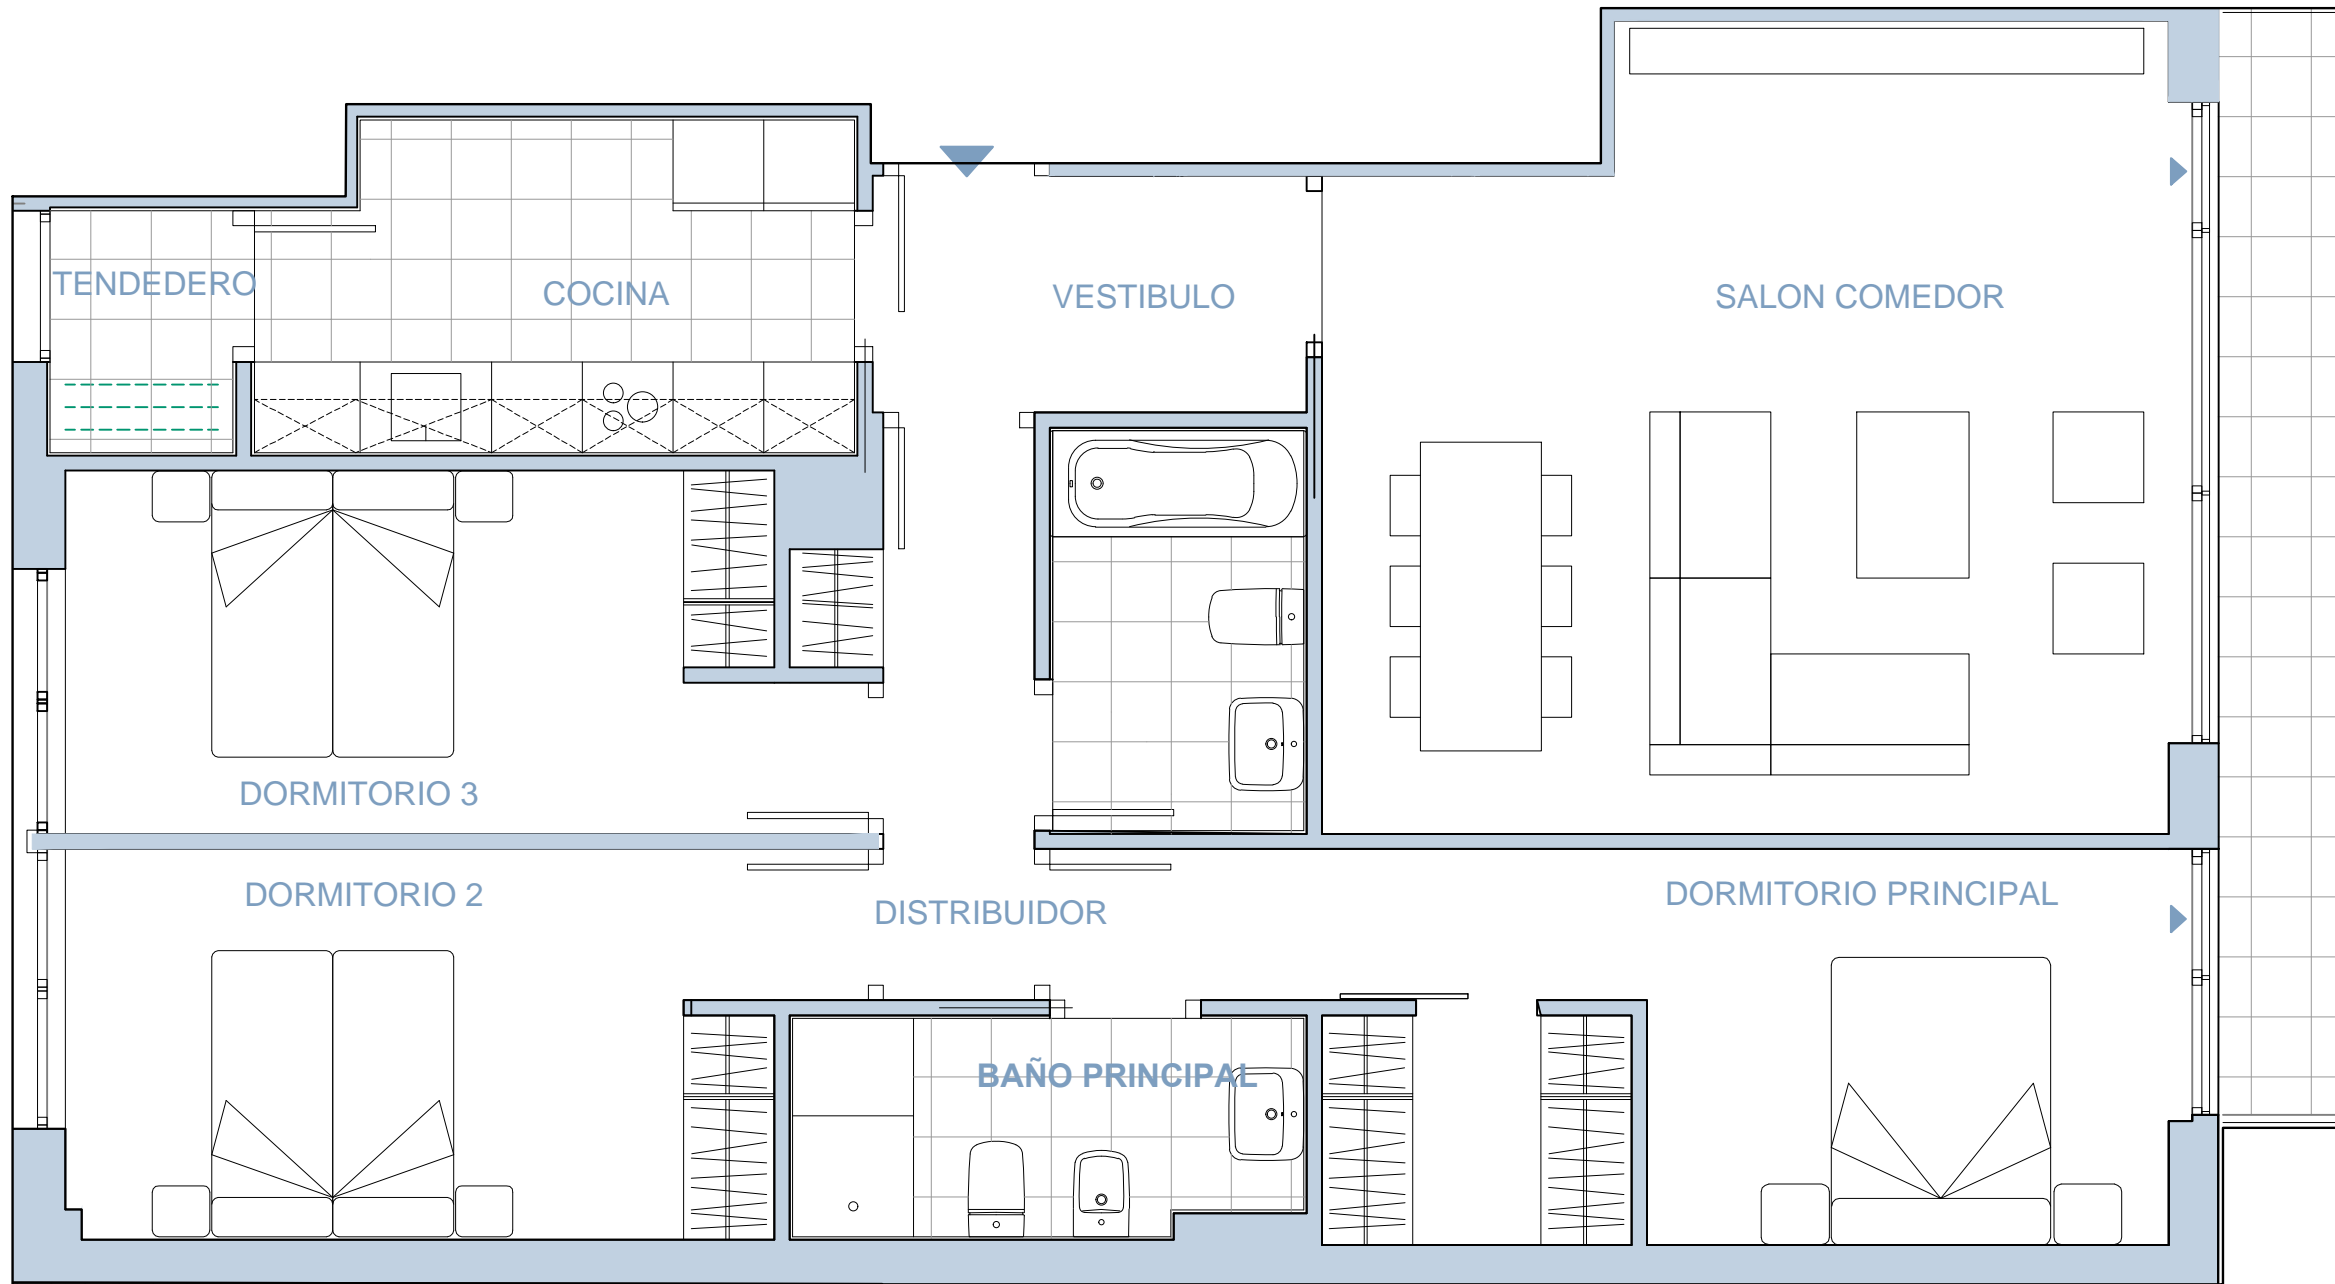 TENDEDERO
COCINA
VESTIBULO
SALON COMEDOR
DORMITORIO 3
DORMITORIO 2
DISTRIBUIDOR
DORMITORIO PRINCIPAL
BAÑO PRINCIPAL